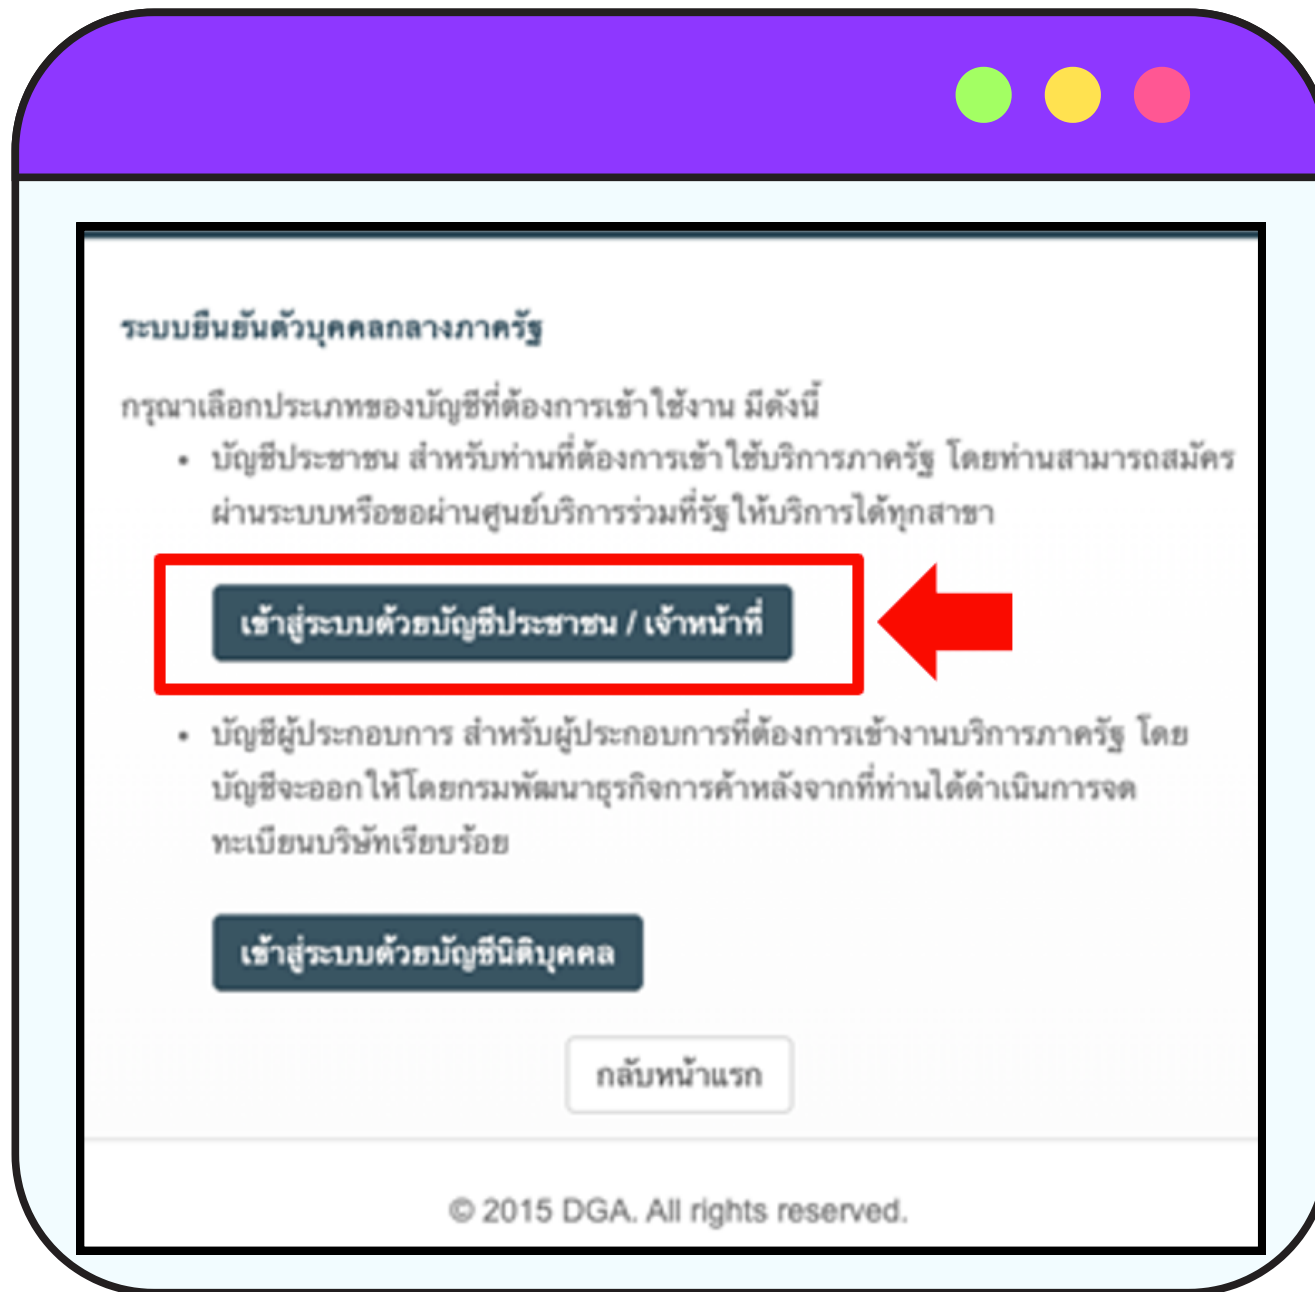 ระบบยืนยันตัวบุคคลกลางภาครัฐ
กรุณาเลือกประเภทของบัญชีที่ต้องการเข้าใช้งาน มีดังนี้
• บัญชีประชาชน สำหรับท่านที่ต้องการเข้าใช้บริการภาครัฐ โดยท่านสามารถสมัคร
ผ่านระบบหรือขอผ่านศูนย์บริการร่วมที่รัฐให้บริการได้ทุกสาขา
เข้าสู่ระบบด้วยบัญชีประชาชน / เจ้าหน้าที่
• บัญชีผู้ประกอบการ สำหรับผู้ประกอบการที่ต้องการเข้างานบริการภาครัฐ โดย
บัญชีจะออกให้โดยกรมพัฒนาธุรกิจการค้าหลังจากที่ท่านได้ดำเนินการจด
ทะเบียนบริษัทเรียบร้อย
เข้าสู่ระบบด้วยบัญชีนิติบุคคล
กลับหน้าแรก
© 2015 DGA. All rights reserved.